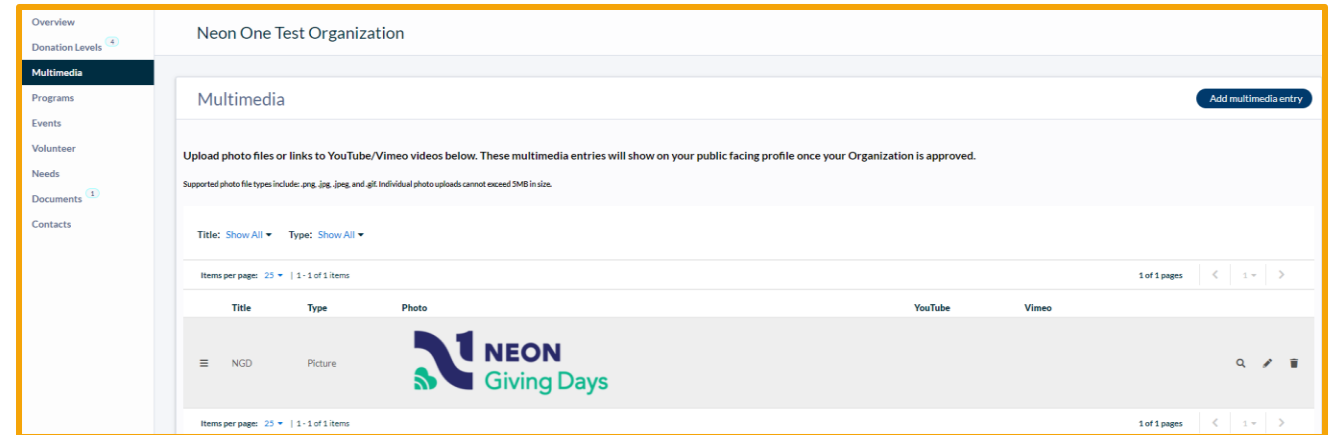 Overview
Donation Levels 4
Multimedia
Programs
Events
Volunteer
Needs
Documents 1
Contacts
Neon One Test Organization
Multimedia
Add multimedia entry
Upload photo files or links to YouTube/Vimeo videos below. These multimedia entries will show on your public facing profile once your Organization is approved.
Supported photo file types include: .png, .jpg, .jpeg, and .gif. Individual photo uploads cannot exceed 5MB in size.
Title: Show All Type: Show All
Items per page: 25 | 1 - 1 of 1 items 1 of 1 pages 1
Title Type Photo YouTube Vimeo
NGD Picture
NEON
Giving Days
Items per page: 25 | 1 - 1 of 1 items 1 of 1 pages 1